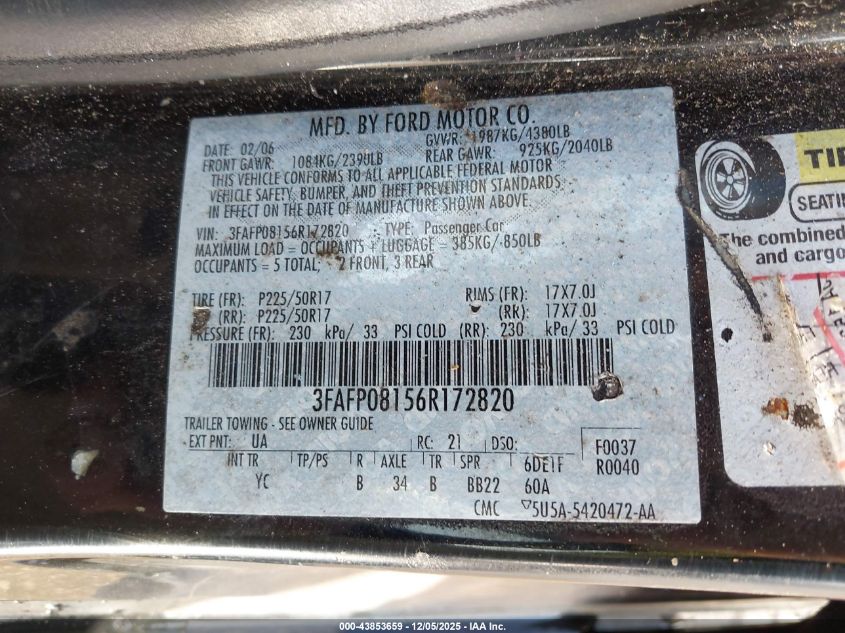 MFD. BY FORD MOTOR CO.
DATE: 02/06 GVWR: 1987KG/4380LB
FRONT GAWR: 1084KG/2390LB REAR GAWR: 925KG/2040LB
THIS VEHICLE CONFORMS TO ALL APPLICABLE FEDERAL MOTOR
VEHICLE SAFETY, BUMPER, AND THEFT PREVENTION STANDARDS
IN EFFECT ON THE DATE OF MANUFACTURE SHOWN ABOVE.
VIN: 3FAFP08156R172820 TYPE: Passenger Car
MAXIMUM LOAD = OCCUPANTS + LUGGAGE = 385KG/ 850LB
OCCUPANTS = 5 TOTAL; 2 FRONT, 3 REAR
TIRE (FR): P225/50R17 RIMS (FR): 17X7.0J
(RR): P225/50R17 (RR): 17X7.0J
PRESSURE (FR): 230 kPa/ 33 PSI COLD (RR): 230 kPa/ 33 PSI COLD
3FAFP08156R172820
TRAILER TOWING - SEE OWNER GUIDE
EXT PNT: UA RC: 21 DSO: F0037
R0040
INT TR TP/PS R AXLE TR SPR 6DE1F
YC B 34 B BB22 60A
CMC 5U5A-5420472-AA
TIR
SEATIN
The combined
and cargo
000-43853659 - 12/05/2025 - IAA Inc.